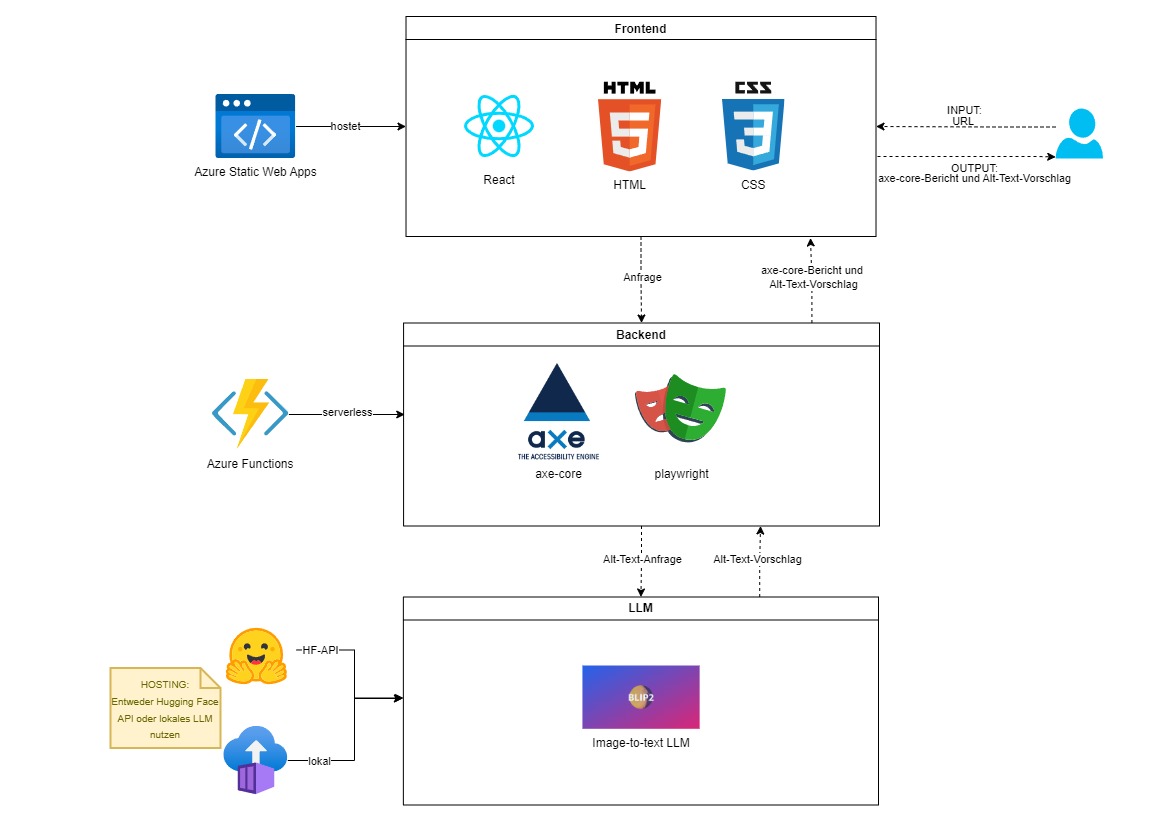 Frontend
HTML
CSS
React
HTML
CSS
Azure Static Web Apps
hostet
INPUT:
URL
OUTPUT:
axe-core-Bericht und Alt-Text-Vorschlag
Anfrage
axe-core-Bericht und
Alt-Text-Vorschlag
Backend
axe
THE ACCESSIBILITY ENGINE
axe-core
playwright
serverless
Azure Functions
Alt-Text-Anfrage
Alt-Text-Vorschlag
LLM
HF-API
HOSTING:
Entweder Hugging Face
API oder lokales LLM
nutzen
lokal
BLIP2
Image-to-text LLM